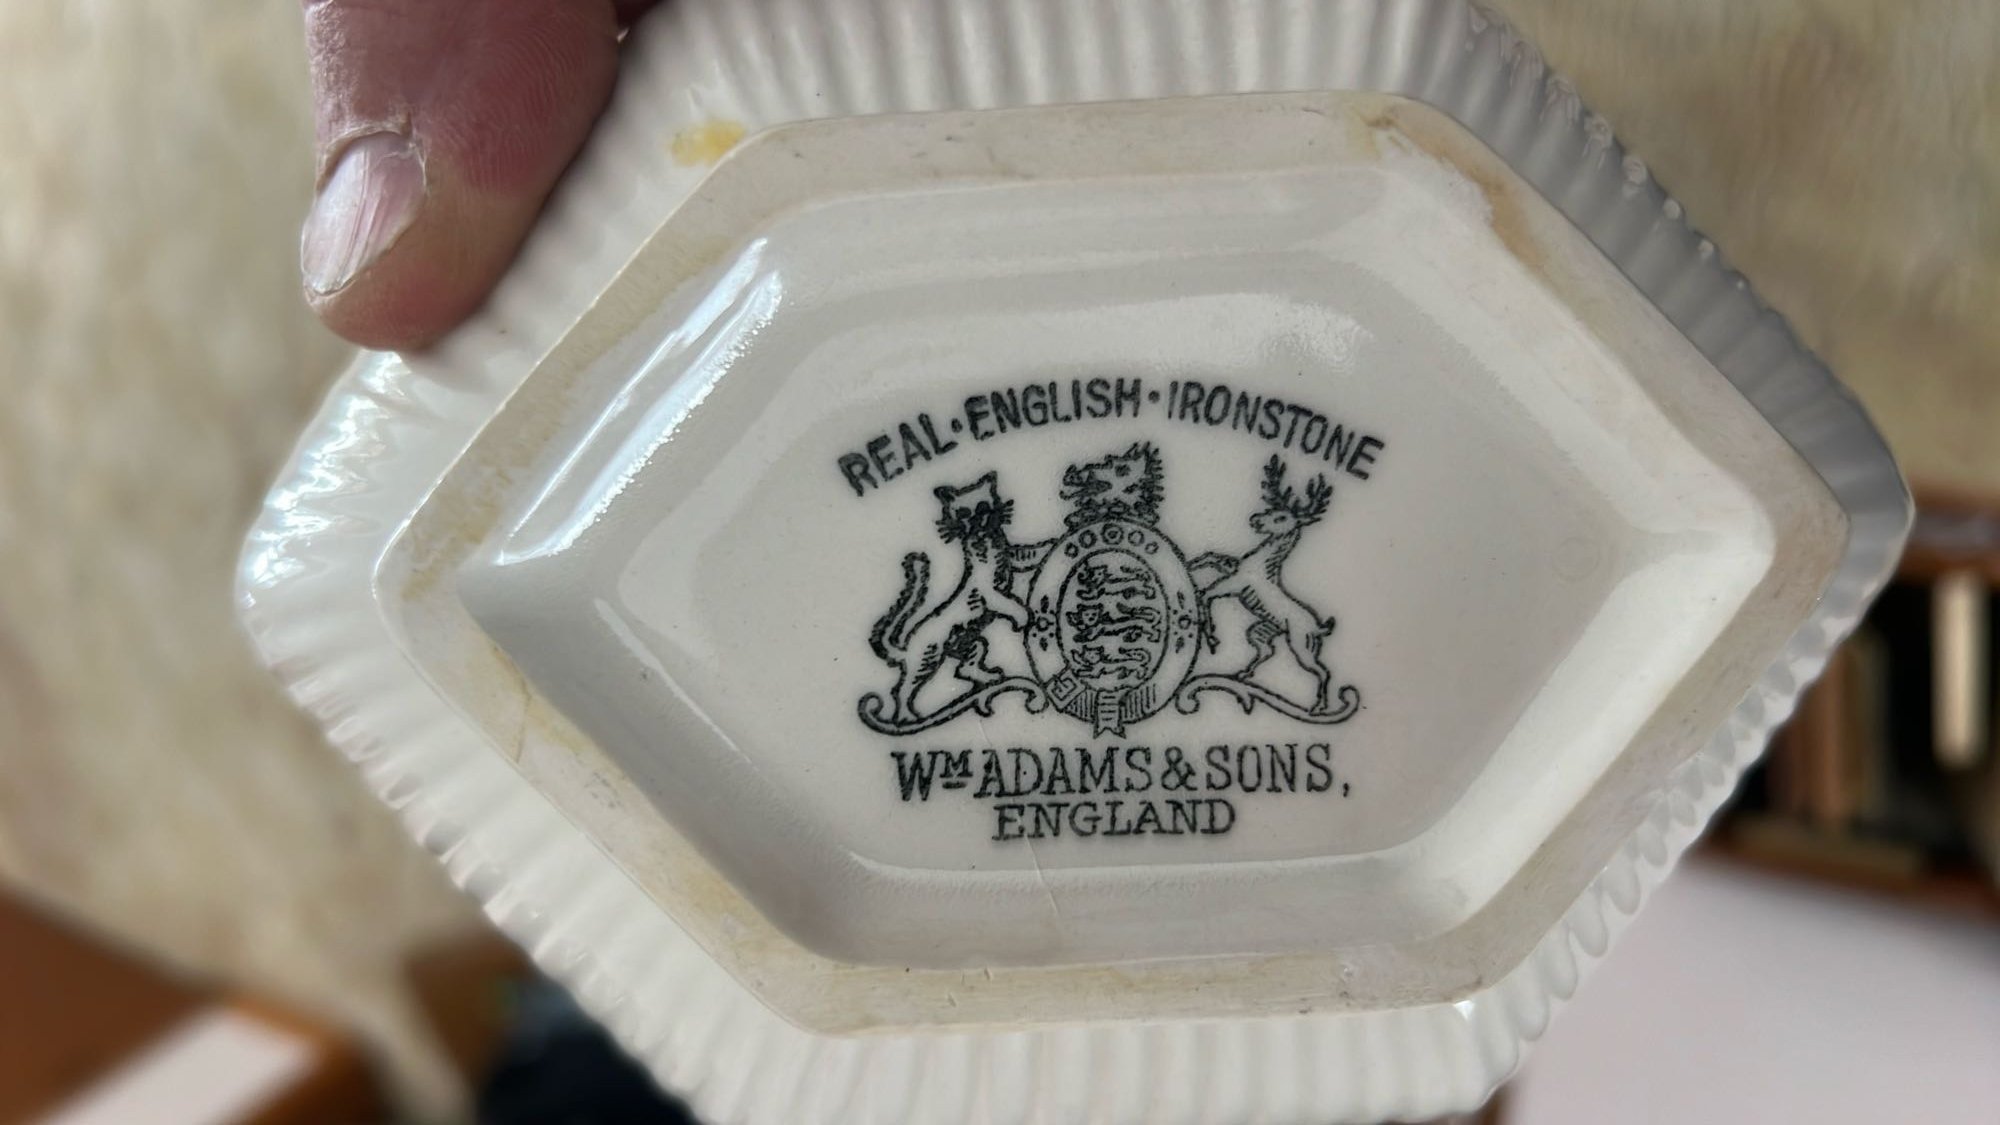 REAL·ENGLISH·IRONSTONE
Wᴹ ADAMS & SONS,
ENGLAND